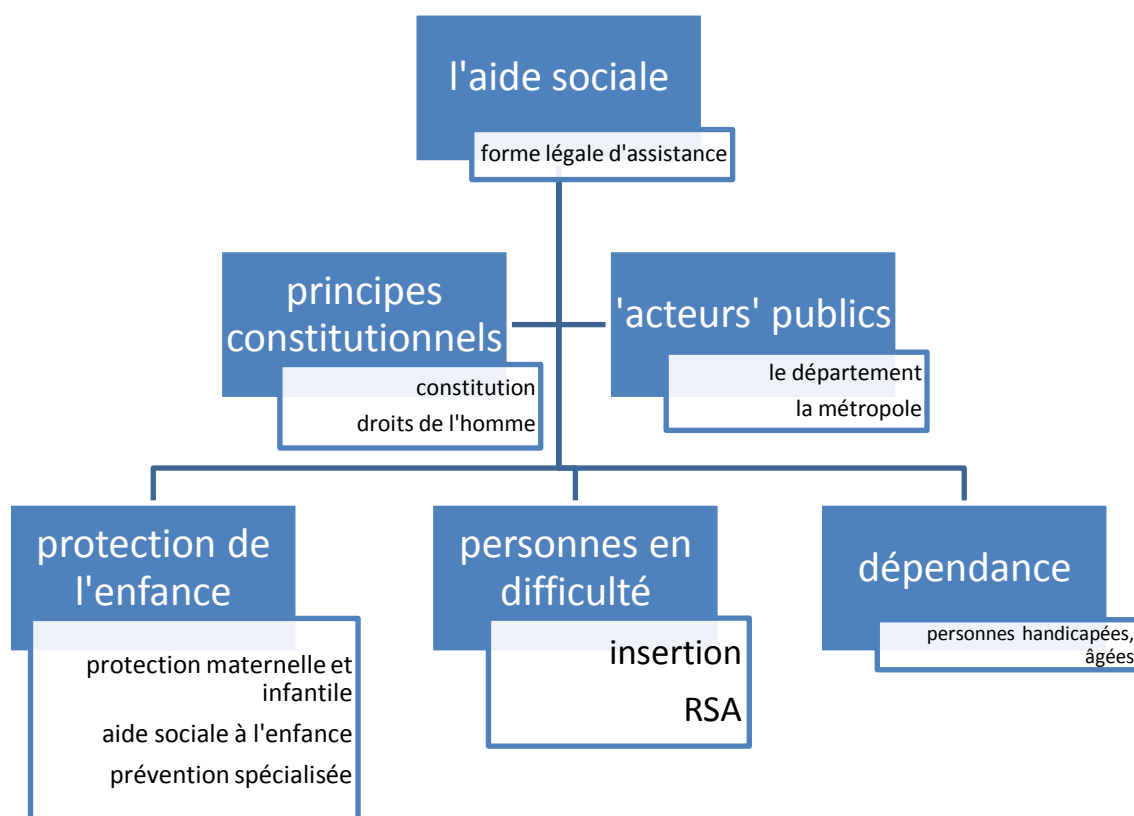 l'aide sociale
forme légale d'assistance
principes
constitutionnels
constitution
droits de l'homme
'acteurs' publics
le département
la métropole
protection de
l'enfance
protection maternelle et
infantile
aide sociale à l'enfance
prévention spécialisée
personnes en
difficulté
insertion
RSA
dépendance
personnes handicapées,
âgées